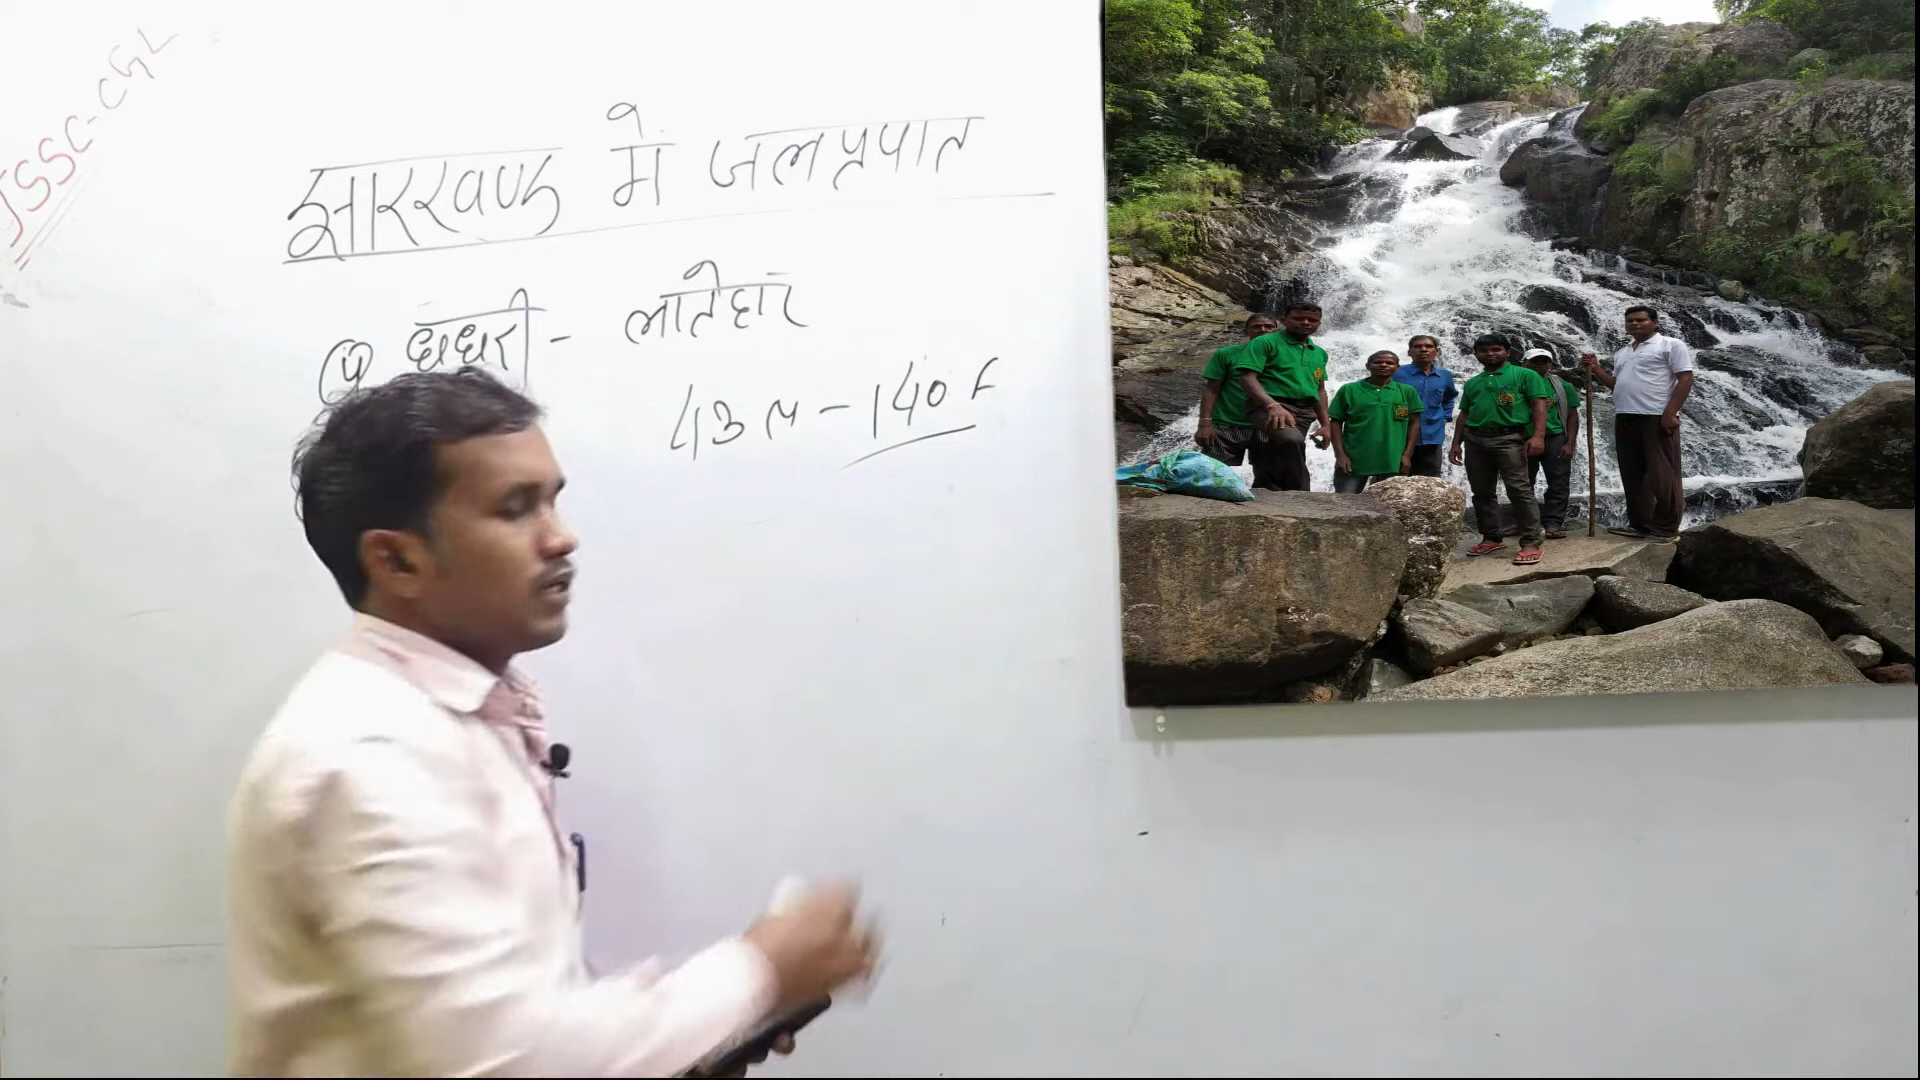 JSSC-CGL
झारखण्ड में जलप्रपात
घंघरी - लातेहार
43 m - 140 F